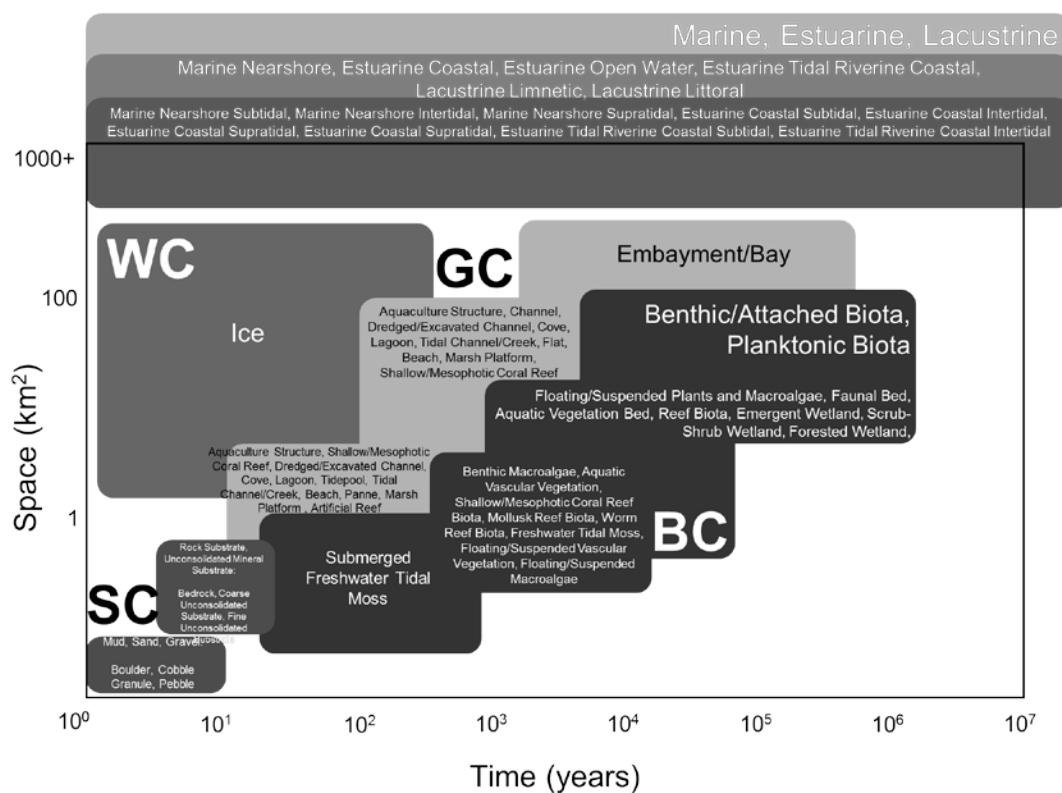 Marine, Estuarine, Lacustrine
Marine Nearshore, Estuarine Coastal, Estuarine Open Water, Estuarine Tidal Riverine Coastal,
Lacustrine Limnetic, Lacustrine Littoral
Marine Nearshore Subtidal, Marine Nearshore Intertidal, Marine Nearshore Supratidal, Estuarine Coastal Subtidal, Estuarine Coastal Intertidal,
Estuarine Coastal Supratidal, Estuarine Coastal Supratidal, Estuarine Tidal Riverine Coastal Subtidal, Estuarine Tidal Riverine Coastal Intertidal
1000+
WC
GC
Embayment/Bay
100
Ice
Aquaculture Structure, Channel,
Dredged/Excavated Channel, Cove,
Lagoon, Tidal Channel/Creek, Flat,
Beach, Marsh Platform,
Shallow/Mesophotic Coral Reef
Benthic/Attached Biota,
Planktonic Biota
Floating/Suspended Plants and Macroalgae, Faunal Bed,
Aquatic Vegetation Bed, Reef Biota, Emergent Wetland, Scrub-
Shrub Wetland, Forested Wetland,
Space (km²)
Aquaculture Structure, Shallow/Mesophotic
Coral Reef, Dredged/Excavated Channel,
Cove, Lagoon, Tidepool, Tidal
Channel/Creek, Beach, Panne, Marsh
Platform , Artificial Reef
Benthic Macroalgae, Aquatic
Vascular Vegetation,
Shallow/Mesophotic Coral Reef
Biota, Mollusk Reef Biota, Worm
Reef Biota, Freshwater Tidal Moss,
Floating/Suspended Vascular
Vegetation, Floating/Suspended
Macroalgae
BC
1
Rock Substrate,
Unconsolidated Mineral
Substrate:
Bedrock, Coarse
Unconsolidated
Substrate, Fine
Unconsolidated
Substrate
Submerged
Freshwater Tidal
Moss
SC
Mud, Sand, Gravel:
Boulder, Cobble
Granule, Pebble
10⁰ 10¹ 10² 10³ 10⁴ 10⁵ 10⁶ 10⁷
Time (years)